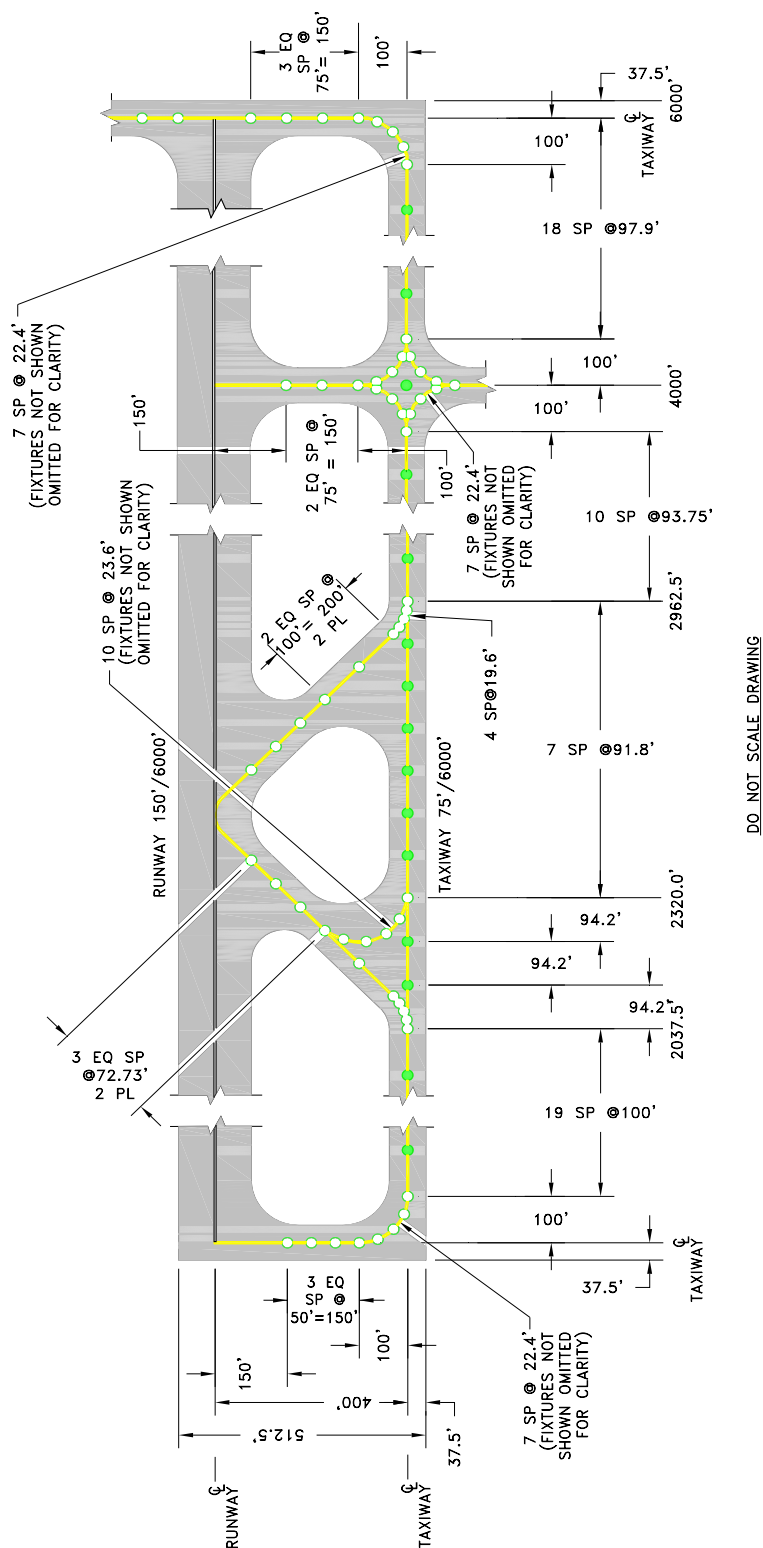 3 EQ @
SP
75'= 150'
100'
37.5'
6000'
℄
TAXIWAY
100'
18 SP @97.9'
7 SP @ 22.4'
(FIXTURES NOT SHOWN
OMITTED FOR CLARITY)
100'
4000'
100'
150'
2 EQ SP @
75' = 150'
100'
7 SP @ 22.4'
(FIXTURES NOT
SHOWN OMITTED
FOR CLARITY)
10 SP @93.75'
10 SP @ 23.6'
(FIXTURES NOT SHOWN
OMITTED FOR CLARITY)
2 EQ SP @
100'= 200'
2 PL
2962.5'
4 SP@19.6'
7 SP @91.8'
RUNWAY 150'/6000'
TAXIWAY 75'/6000'
DO NOT SCALE DRAWING
2320.0'
94.2'
94.2'
94.2'
2037.5'
3 EQ SP
@72.73'
2 PL
19 SP @100'
100'
℄
TAXIWAY
37.5'
3 EQ
SP @
50'=150'
150'
100'
400'
512.5'
37.5'
7 SP @ 22.4'
(FIXTURES NOT
SHOWN OMITTED
FOR CLARITY)
℄
RUNWAY
℄
TAXIWAY